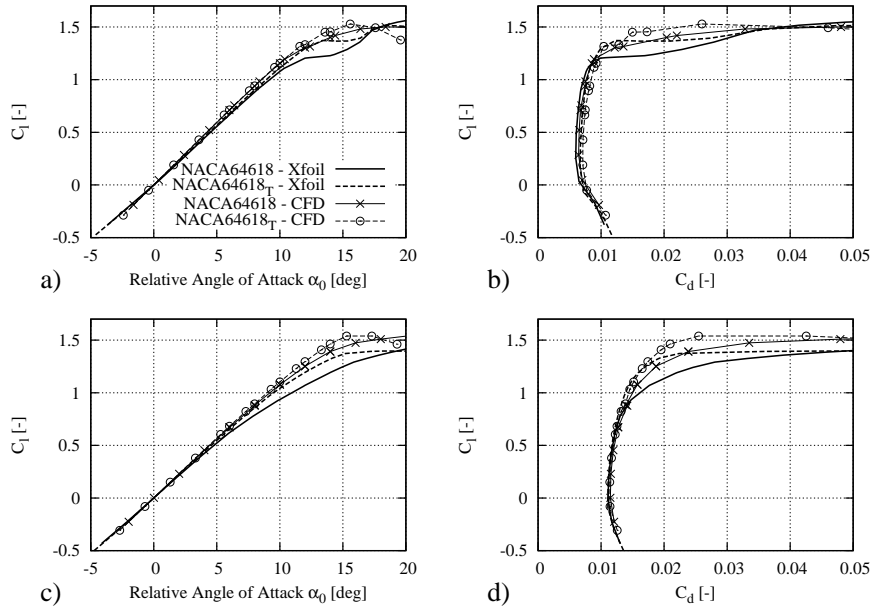 1.5
1
0.5
0
-0.5
C_l [-]
NACA64618 - Xfoil
NACA64618_T - Xfoil
NACA64618 - CFD
NACA64618_T - CFD
-5 0 5 10 15 20
a) Relative Angle of Attack α_0 [deg]
1.5
1
0.5
0
-0.5
C_l [-]
0 0.01 0.02 0.03 0.04 0.05
b) C_d [-]
1.5
1
0.5
0
-0.5
C_l [-]
-5 0 5 10 15 20
c) Relative Angle of Attack α_0 [deg]
1.5
1
0.5
0
-0.5
C_l [-]
0 0.01 0.02 0.03 0.04 0.05
d) C_d [-]